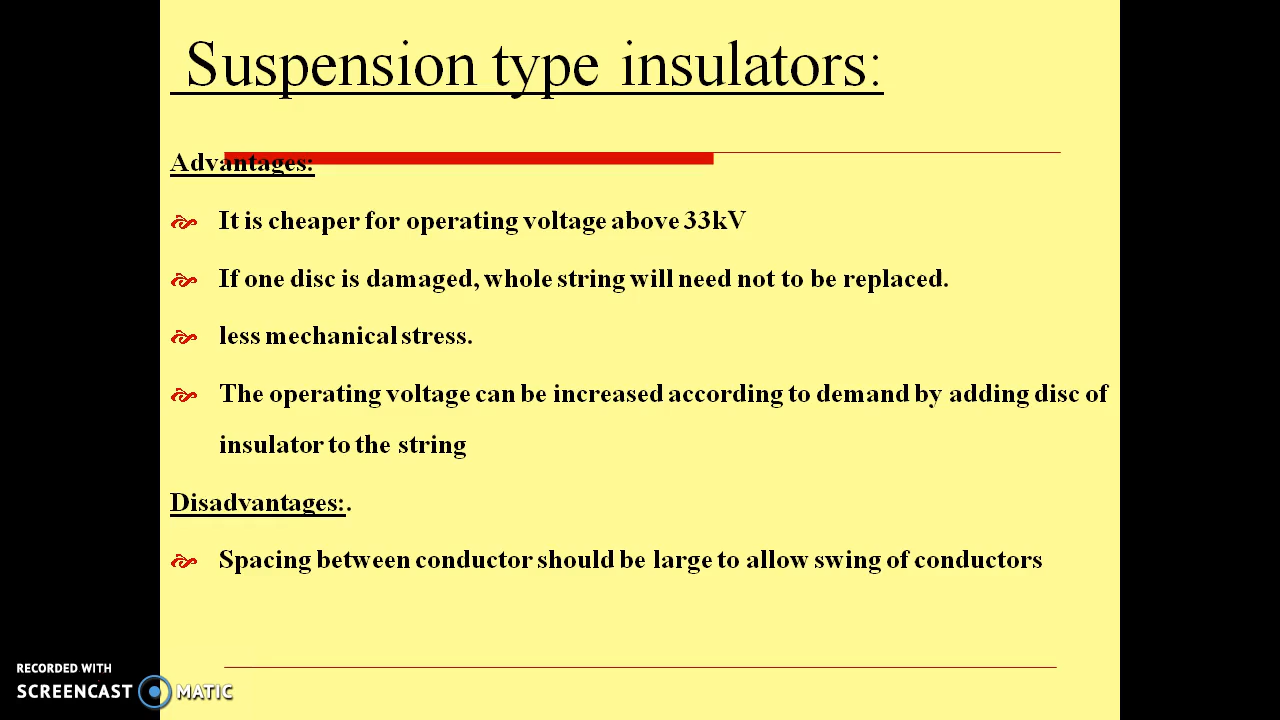 Suspension type insulators:
Advantages:
It is cheaper for operating voltage above 33kV
If one disc is damaged, whole string will need not to be replaced.
less mechanical stress.
The operating voltage can be increased according to demand by adding disc of
insulator to the string
Disadvantages:.
Spacing between conductor should be large to allow swing of conductors
RECORDED WITH
SCREENCAST MATIC